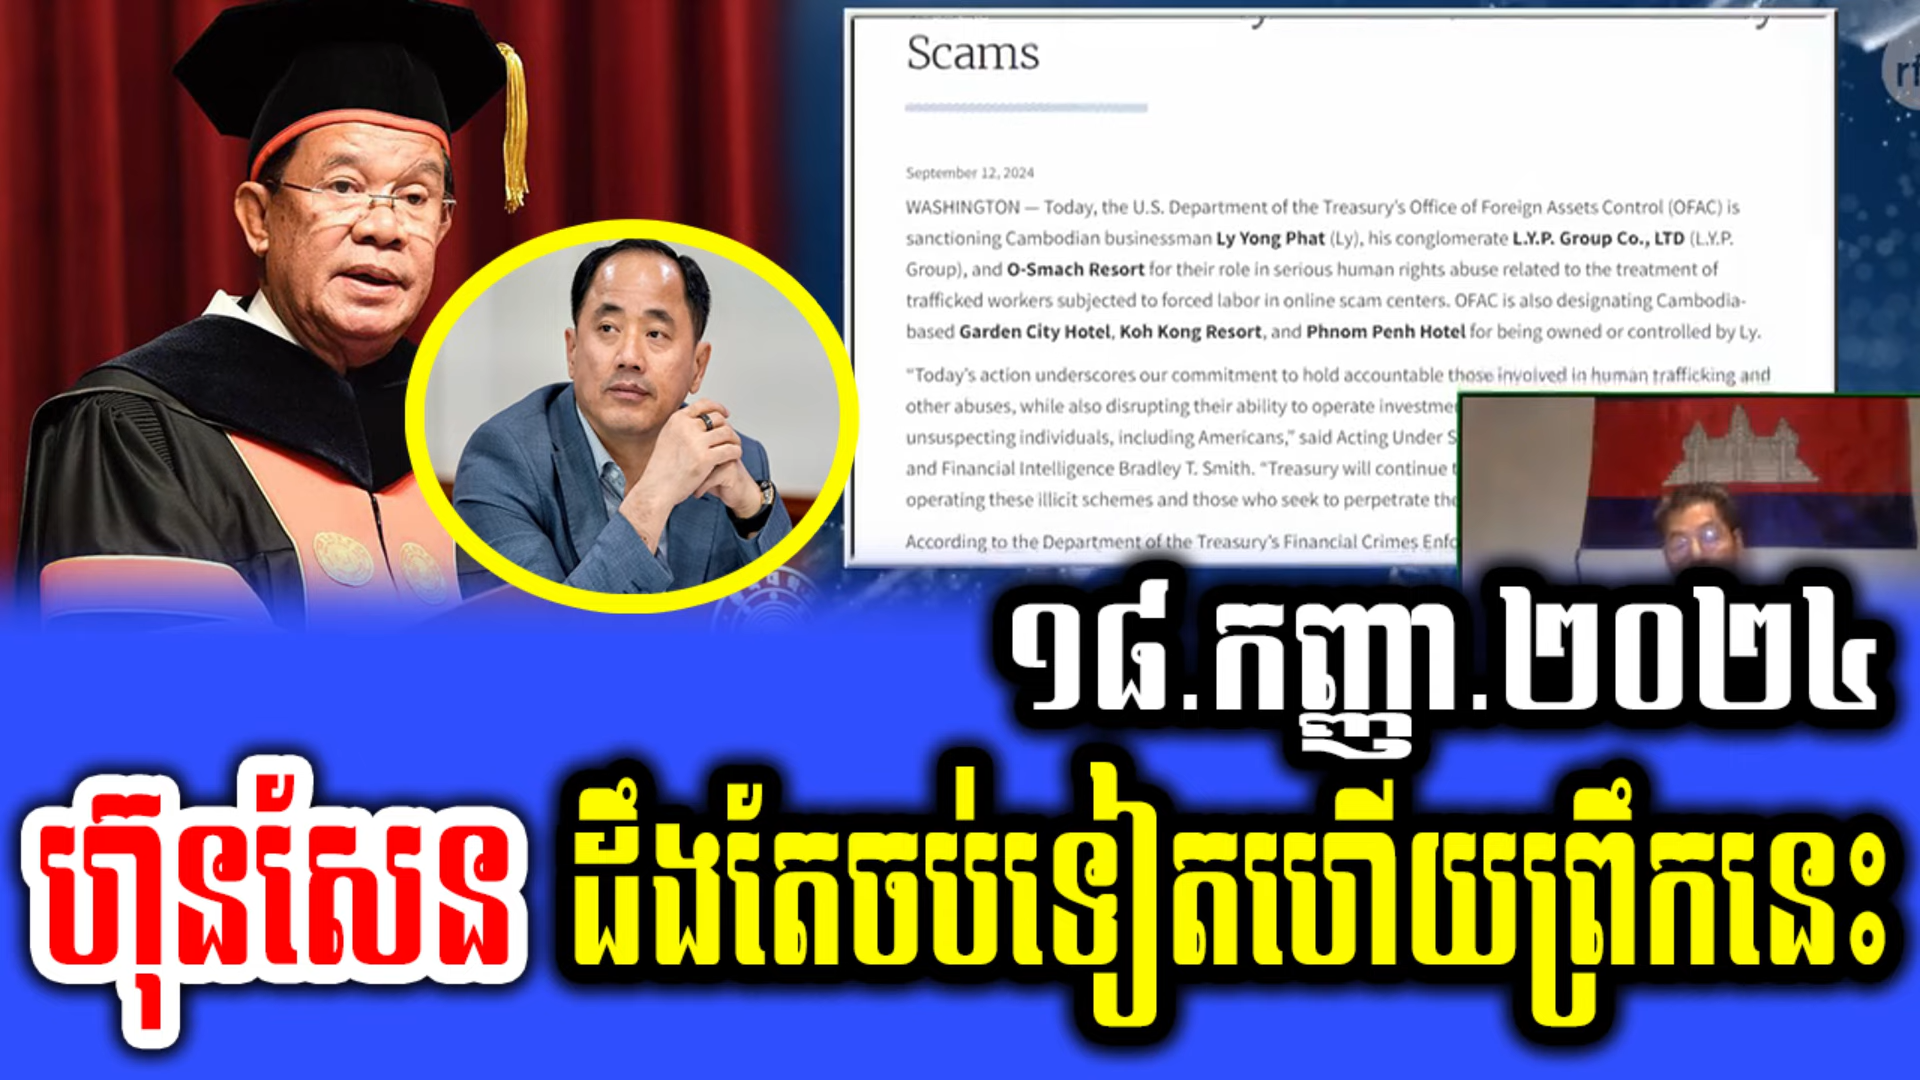 Scams
September 12, 2024
WASHINGTON — Today, the U.S. Department of the Treasury's Office of Foreign Assets Control (OFAC) is
sanctioning Cambodian businessman Ly Yong Phat (Ly), his conglomerate L.Y.P. Group Co., LTD (L.Y.P.
Group), and O-Smach Resort for their role in serious human rights abuse related to the treatment of
trafficked workers subjected to forced labor in online scam centers. OFAC is also designating Cambodia-
based Garden City Hotel, Koh Kong Resort, and Phnom Penh Hotel for being owned or controlled by Ly.
"Today's action underscores our commitment to hold accountable those involved in human trafficking and
other abuses, while also disrupting their ability to operate
unsuspecting individuals, including Americans," said Acting Under
and Financial Intelligence Bradley T. Smith. "Treasury will continue
operating these illicit schemes and those who seek to perpetrate
According to the Department of the Treasury's Financial Crimes
១៨.កញ្ញា.២០២៤
ហ៊ុនសែន ដឹងតែចប់ទៀតហើយព្រឹកនេះ